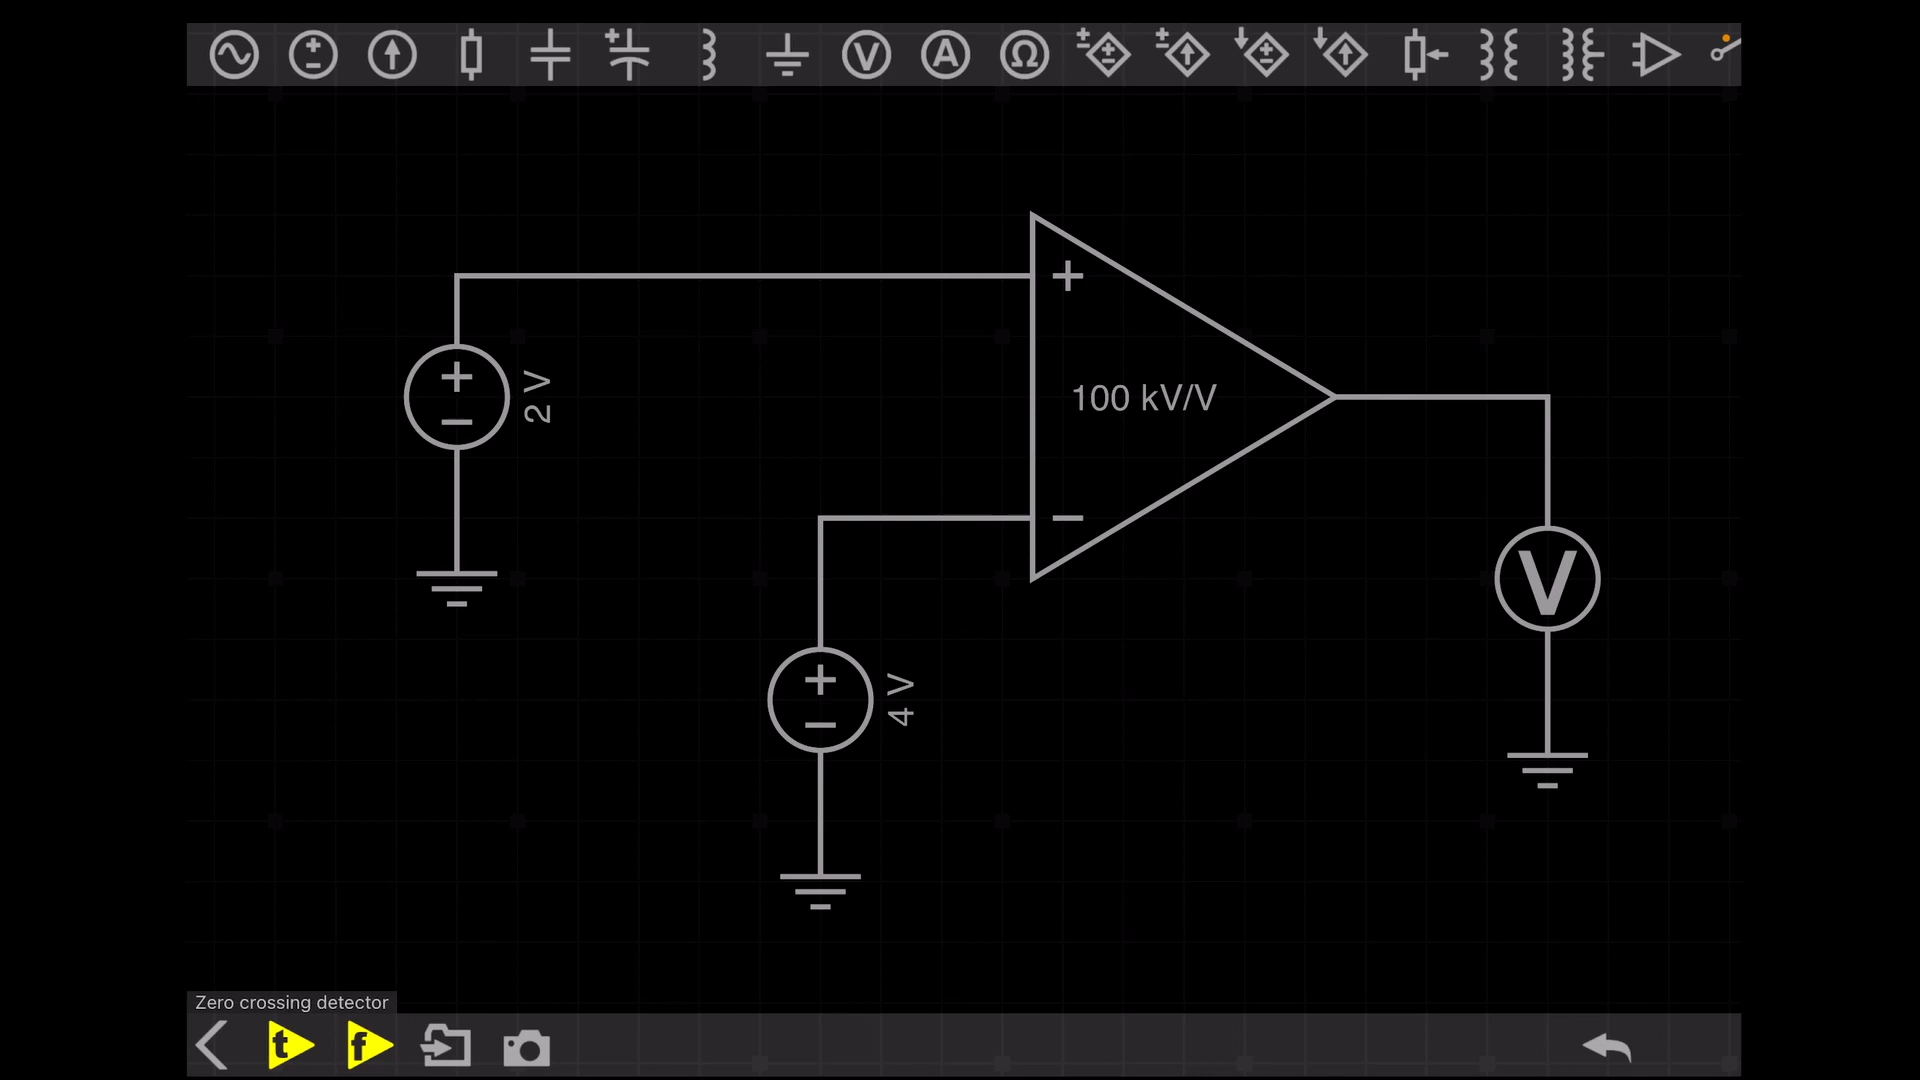 V A Ω
2 V
100 kV/V
V
4 V
Zero crossing detector
t f